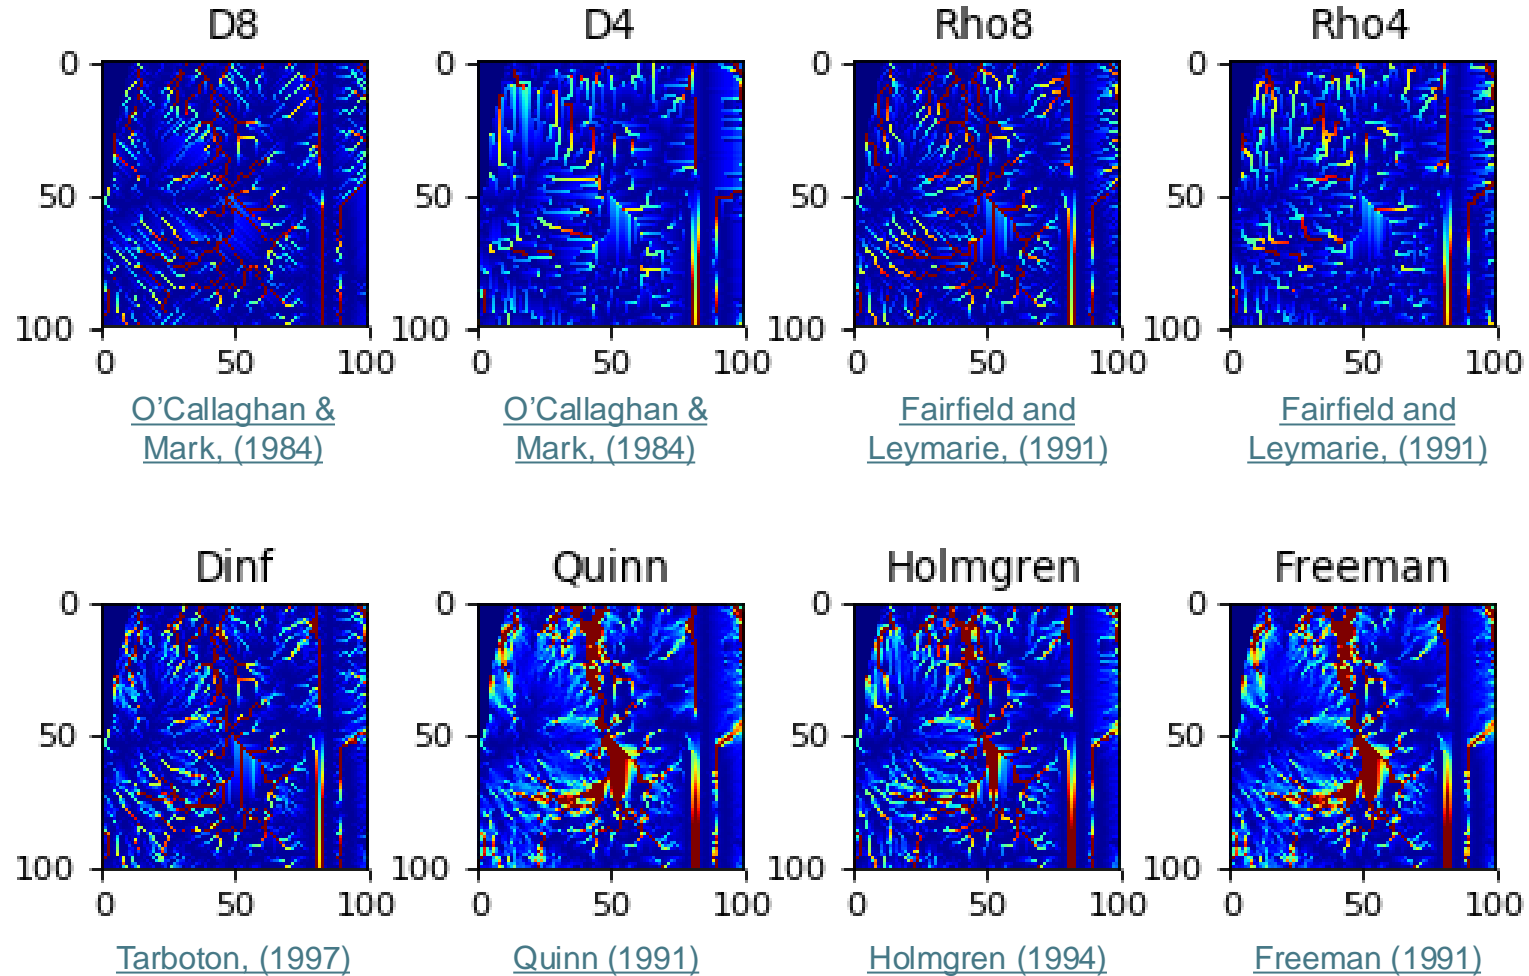 D8
D4
Rho8
Rho4
0
50
100
0 50 100
0
50
100
0 50 100
0
50
100
0 50 100
0
50
100
0 50 100
O’Callaghan &
Mark, (1984)
O’Callaghan &
Mark, (1984)
Fairfield and
Leymarie, (1991)
Fairfield and
Leymarie, (1991)
Dinf
Quinn
Holmgren
Freeman
0
50
100
0 50 100
0
50
100
0 50 100
0
50
100
0 50 100
0
50
100
0 50 100
Tarboton, (1997)
Quinn (1991)
Holmgren (1994)
Freeman (1991)